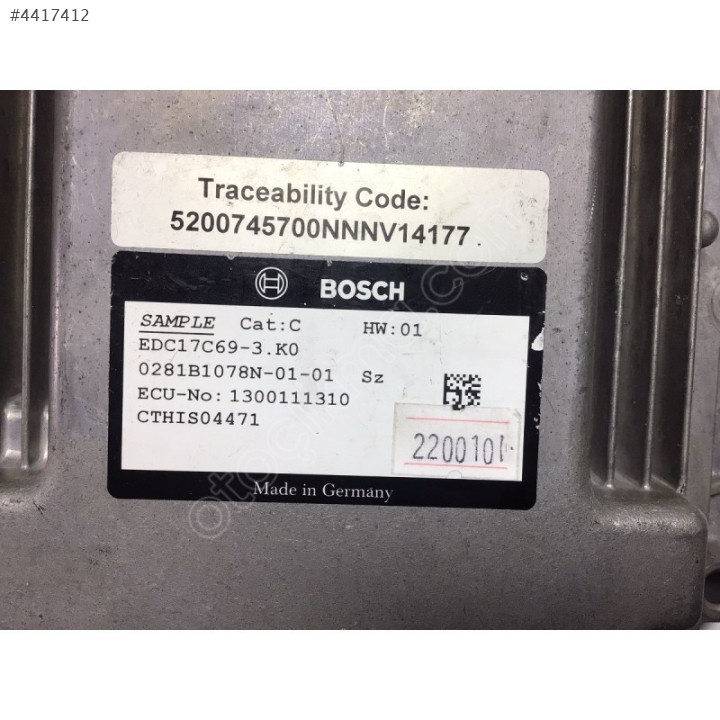 #4417412
Traceability Code:
5200745700NNNV14177
BOSCH
SAMPLE Cat:C HW:01
EDC17C69-3.K0
0281B1078N-01-01 Sz
ECU-No: 1300111310
CTHIS04471
220010
Made in Germany